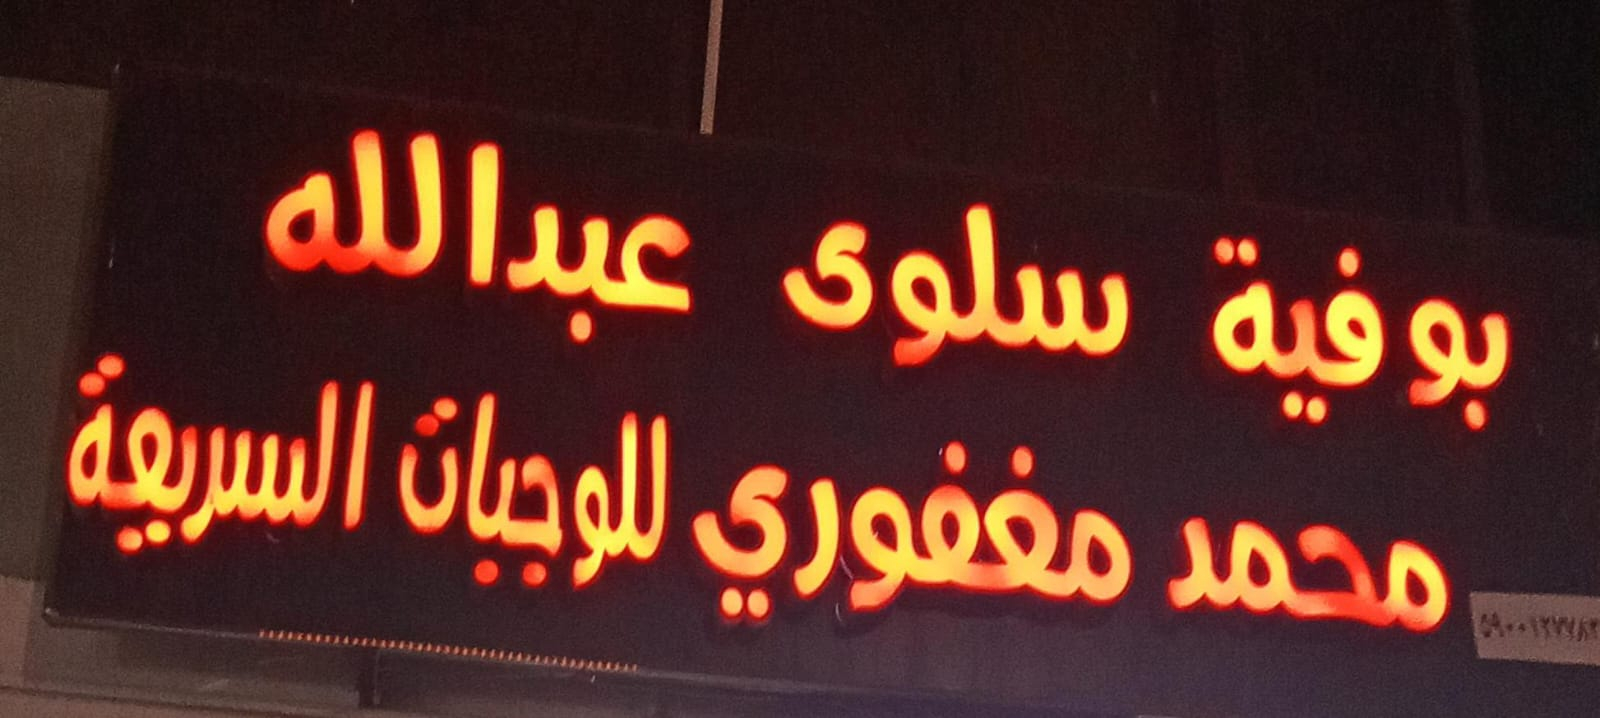 بوفية سلوى عبدالله
محمد مغفوري للوجبات السريعة